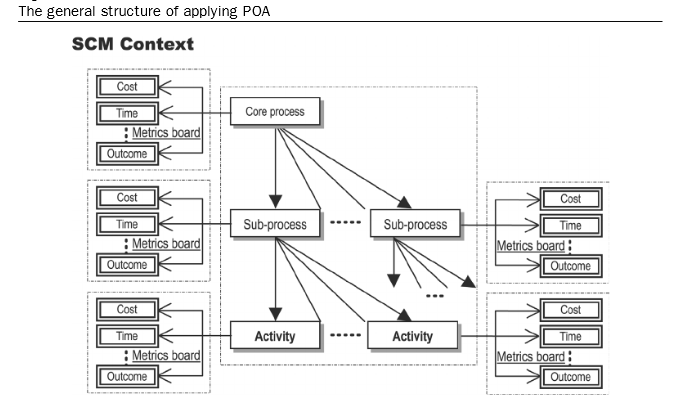 The general structure of applying POA
SCM Context
Cost
Time
Metrics board
Outcome
Core process
Cost
Time
Metrics board
Outcome
Sub-process
Sub-process
Cost
Time
Metrics board
Outcome
Cost
Time
Metrics board
Outcome
Activity
Activity
Cost
Time
Metrics board
Outcome